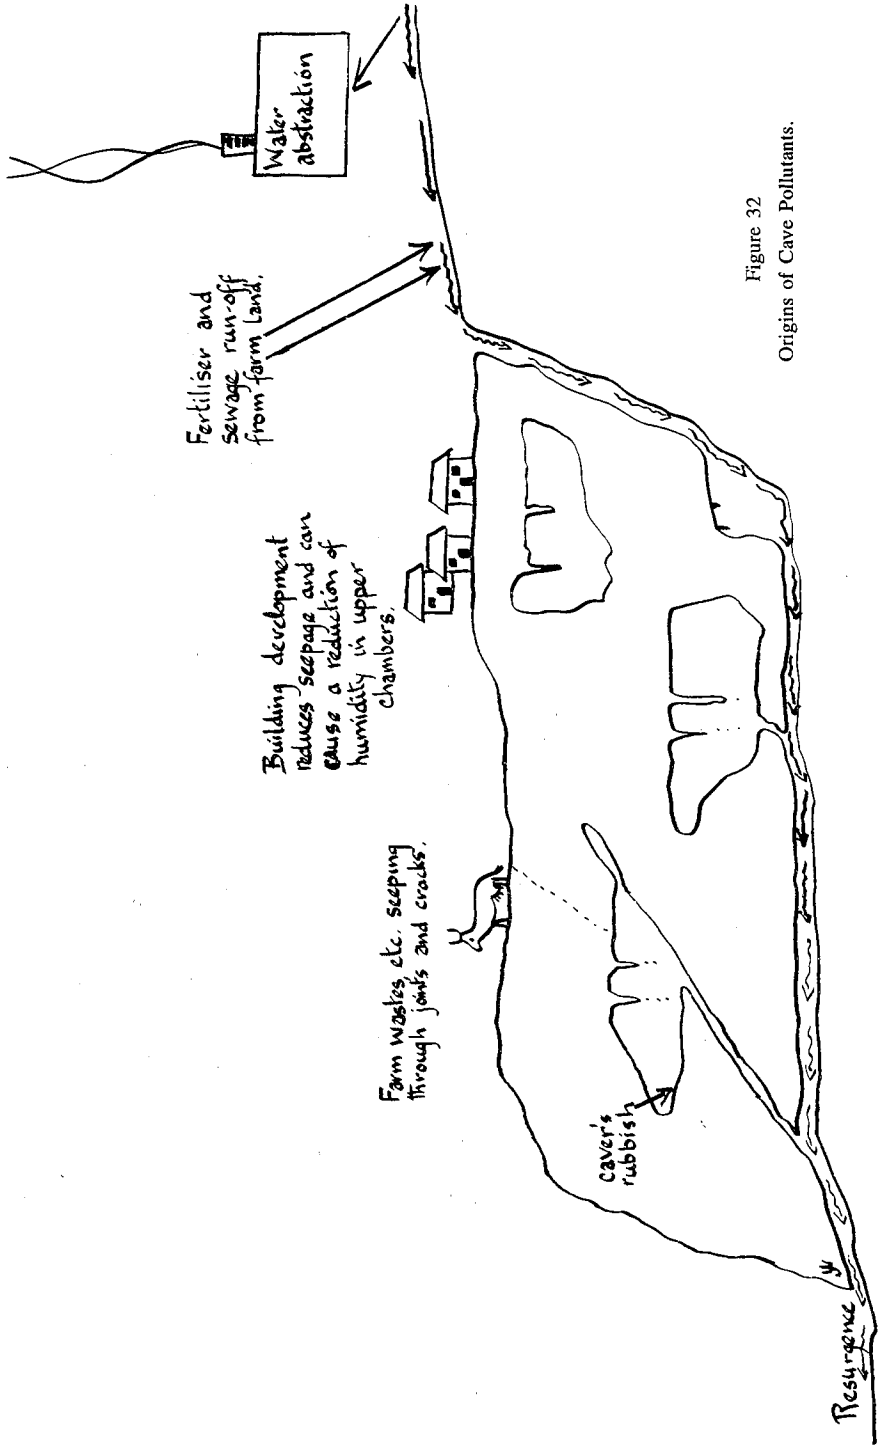 Resurgence
caver's
rubbish
Farm wastes, etc. seeping
through joints and cracks.
Building development
reduces seepage and can
cause a reduction of
humidity in upper
chambers.
Fertiliser and
sewage run-off
from farm land.
Water
abstraction
Figure 32
Origins of Cave Pollutants.